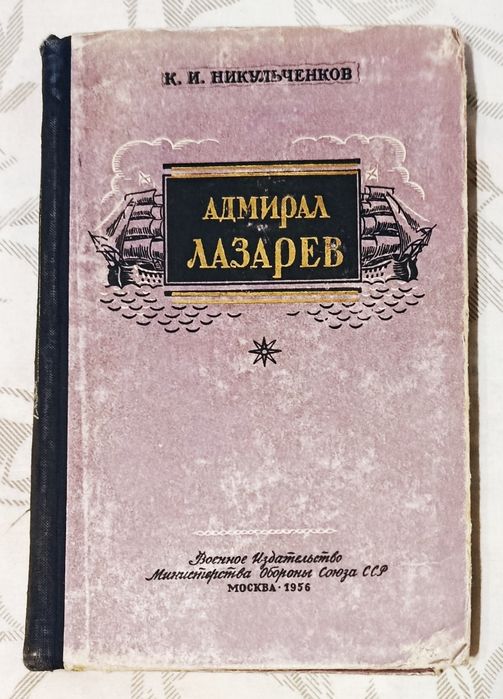 К. И. НИКУЛЬЧЕНКОВ
АДМИРАЛ
ЛАЗАРЕВ
Военное Издательство
Министерства Обороны Союза ССР
МОСКВА · 1956